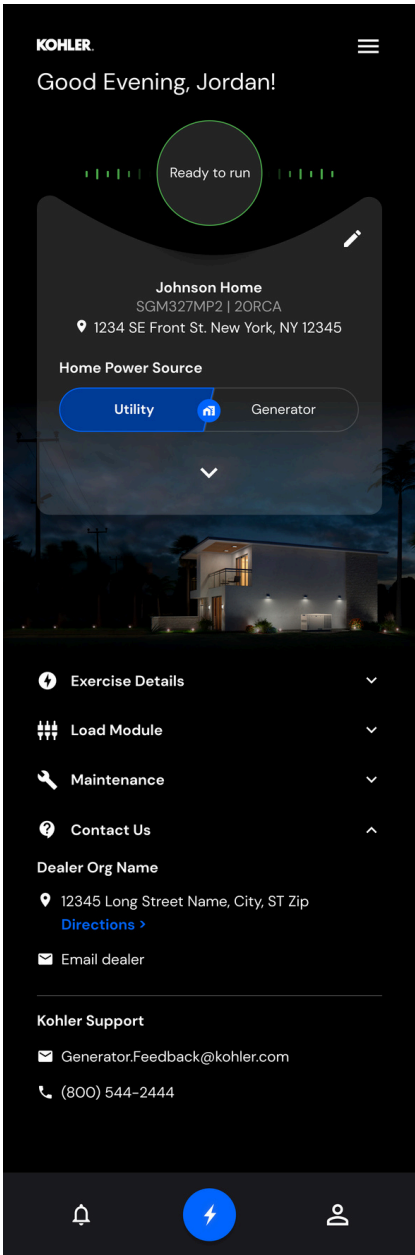 KOHLER.
Good Evening, Jordan!
Ready to run
Johnson Home
SGM327MP2 | 20RCA
1234 SE Front St. New York, NY 12345
Home Power Source
Utility
Generator
Exercise Details
Load Module
Maintenance
Contact Us
Dealer Org Name
12345 Long Street Name, City, ST Zip
Directions >
Email dealer
Kohler Support
Generator.Feedback@kohler.com
(800) 544-2444